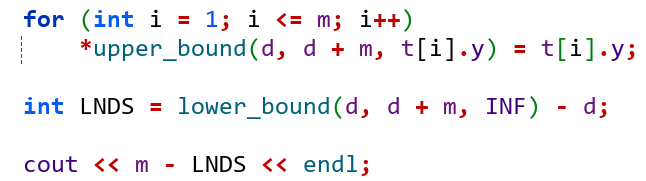 for (int i = 1; i <= m; i++)
*upper_bound(d, d + m, t[i].y) = t[i].y;
int LNDS = lower_bound(d, d + m, INF) - d;
cout << m - LNDS << endl;